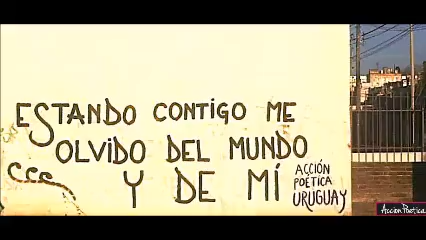 ESTANDO CONTIGO ME
OLVIDO DEL MUNDO
Y DE MÍ
ACCIÓN
POÉTICA
URUGUAY
Acción Poética